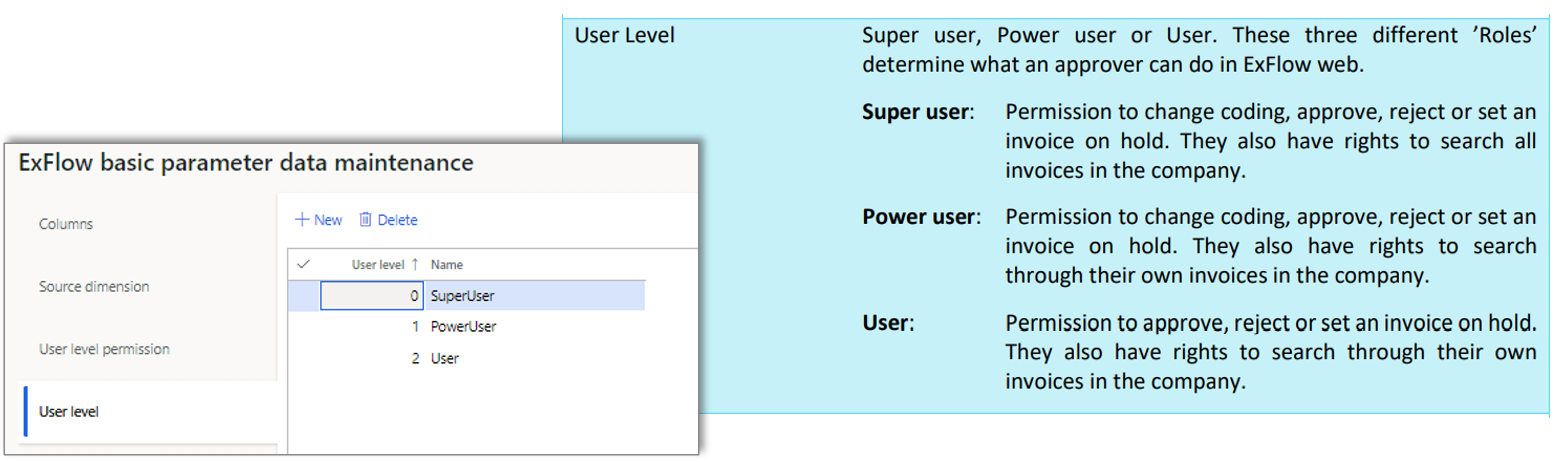 User Level
Super user, Power user or User. These three different ’Roles’
determine what an approver can do in ExFlow web.
Super user: Permission to change coding, approve, reject or set an
invoice on hold. They also have rights to search all
invoices in the company.
Power user: Permission to change coding, approve, reject or set an
invoice on hold. They also have rights to search
through their own invoices in the company.
User: Permission to approve, reject or set an invoice on hold.
They also have rights to search through their own
invoices in the company.
ExFlow basic parameter data maintenance
Columns
Source dimension
User level permission
User level
+ New Delete
User level ↑ Name
0 SuperUser
1 PowerUser
2 User